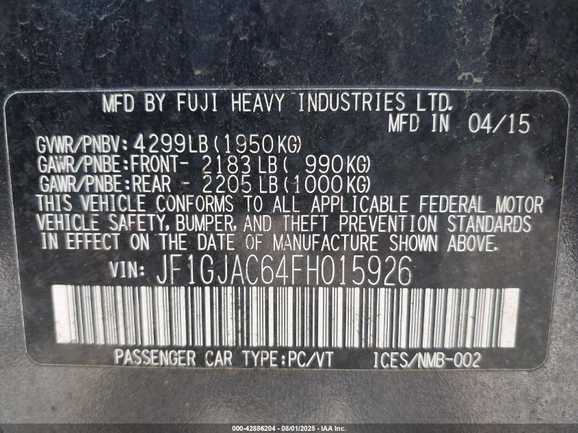 MFD BY FUJI HEAVY INDUSTRIES LTD.
MFD IN 04/15
GVWR/PNBV: 4299LB (1950KG)
GAWR/PNBE:FRONT- 2183 LB ( 990KG)
GAWR/PNBE:REAR - 2205 LB (1000KG)
THIS VEHICLE CONFORMS TO ALL APPLICABLE FEDERAL MOTOR
VEHICLE SAFETY, BUMPER, AND THEFT PREVENTION STANDARDS
IN EFFECT ON THE DATE OF MANUFACTURE SHOWN ABOVE.
VIN: JF1GJAC64FH015926
PASSENGER CAR TYPE:PC/VT ICES/NMB-002
000-42886204 - 08/01/2025 - IAA, Inc.